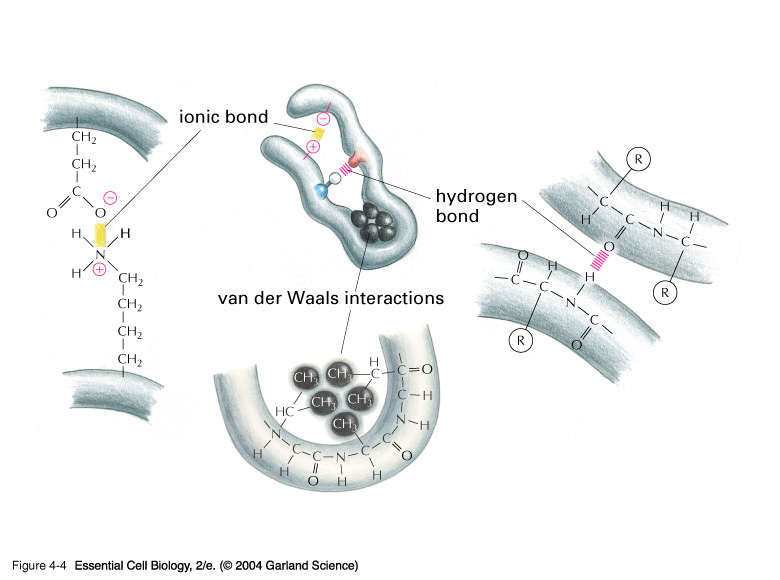 ionic bond
hydrogen
bond
van der Waals interactions
CH2
CH2
C
O
O
−
H
H
N
H
+
CH2
CH2
CH2
CH2
−
+
R
C
H
C
O
N
H
C
H
R
O
C
H
C
R
H
N
C
O
CH3
CH3
CH3
CH3
CH3
H
C
C
O
C
H
N
H
HC
N
H
C
H
C
O
N
H
C
H
C
O
Figure 4-4 Essential Cell Biology, 2/e. (© 2004 Garland Science)